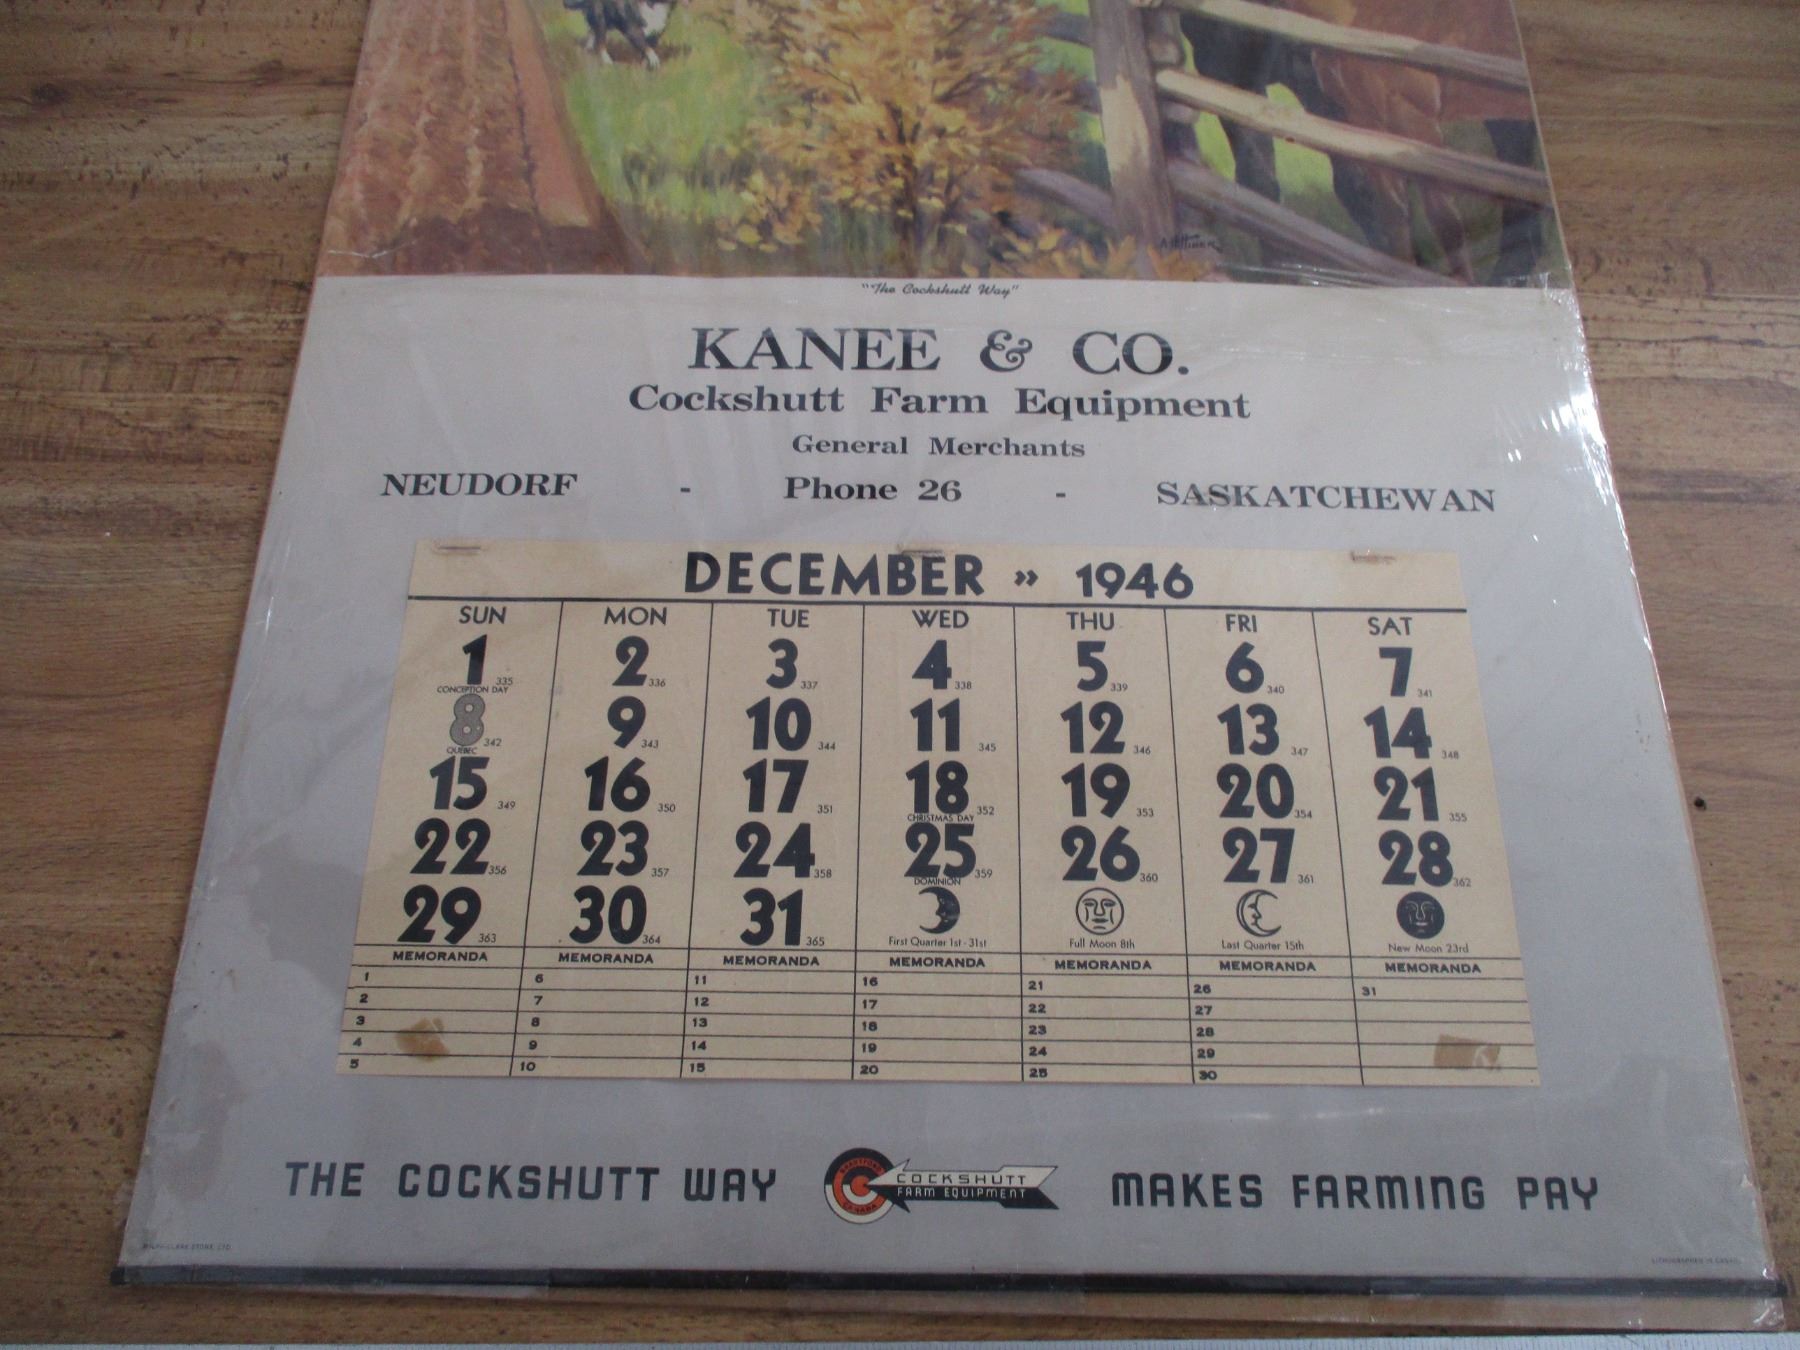 "The Cockshutt Way"
KANEE & CO.
Cockshutt Farm Equipment
General Merchants
NEUDORF - Phone 26 - SASKATCHEWAN
DECEMBER » 1946
SUN MON TUE WED THU FRI SAT
1 335 2 336 3 337 4 338 5 339 6 340 7 341
CONCEPTION DAY
8 342 9 343 10 344 11 345 12 346 13 347 14 348
QUEBEC
15 349 16 350 17 351 18 352 19 353 20 354 21 355
CHRISTMAS DAY
22 356 23 357 24 358 25 359 26 360 27 361 28 362
DOMINION
29 363 30 364 31 365
First Quarter 1st - 31st Full Moon 8th Last Quarter 15th New Moon 23rd
MEMORANDA MEMORANDA MEMORANDA MEMORANDA MEMORANDA MEMORANDA MEMORANDA
1 6 11 16 21 26 31
2 7 12 17 22 27
3 8 13 18 23 28
4 9 14 19 24 29
5 10 15 20 25 30
THE COCKSHUTT WAY
BRANTFORD
CANADA
COCKSHUTT
FARM EQUIPMENT
MAKES FARMING PAY